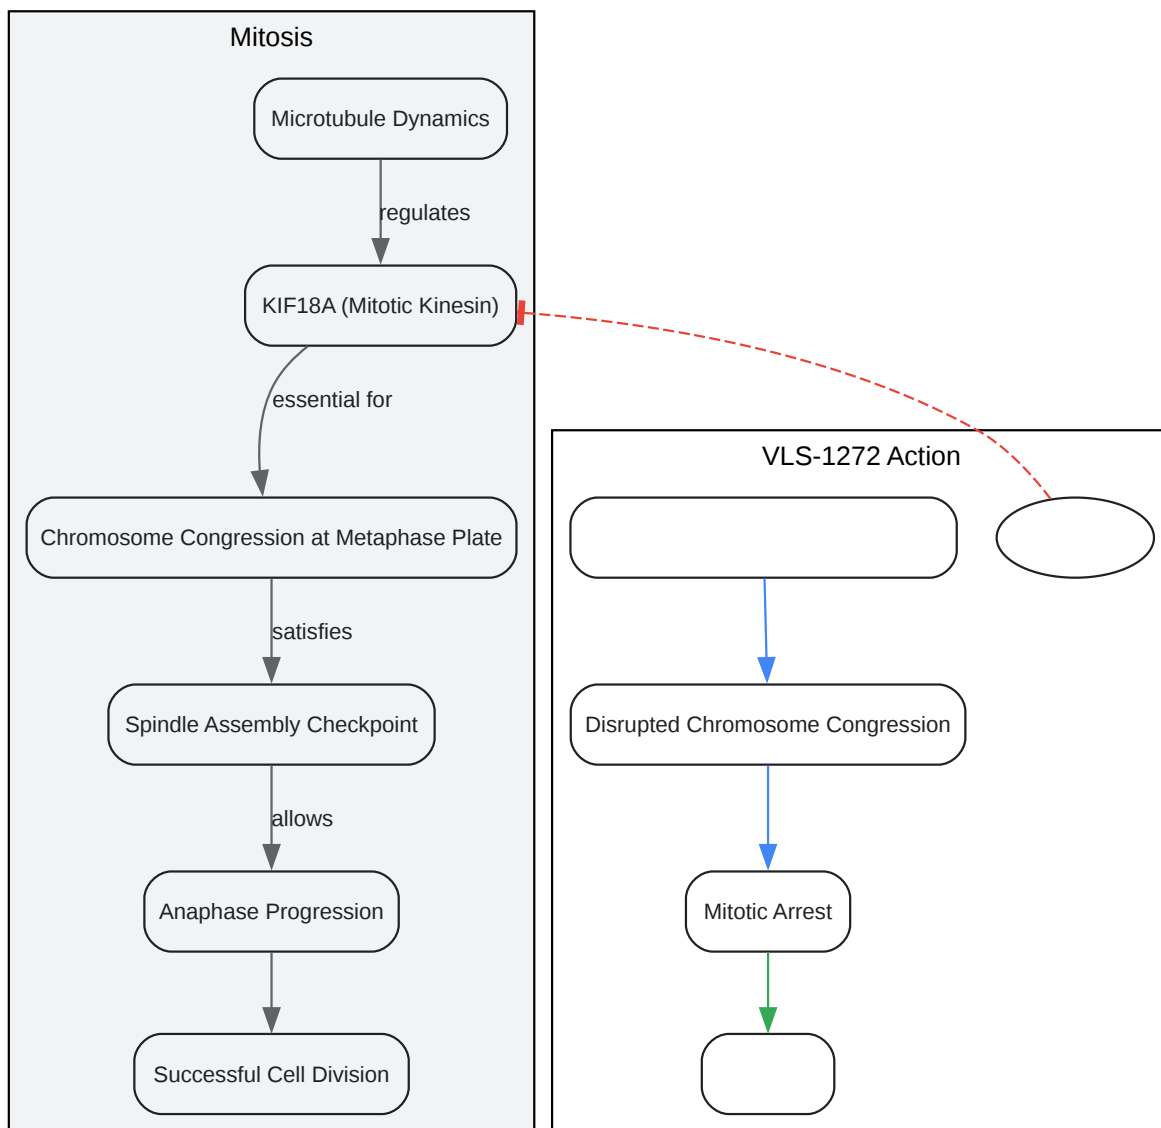 Mitosis
Microtubule Dynamics
regulates
KIF18A (Mitotic Kinesin)
essential for
Chromosome Congression at Metaphase Plate
satisfies
Spindle Assembly Checkpoint
allows
Anaphase Progression
Successful Cell Division
VLS-1272 Action
Disrupted Chromosome Congression
Mitotic Arrest